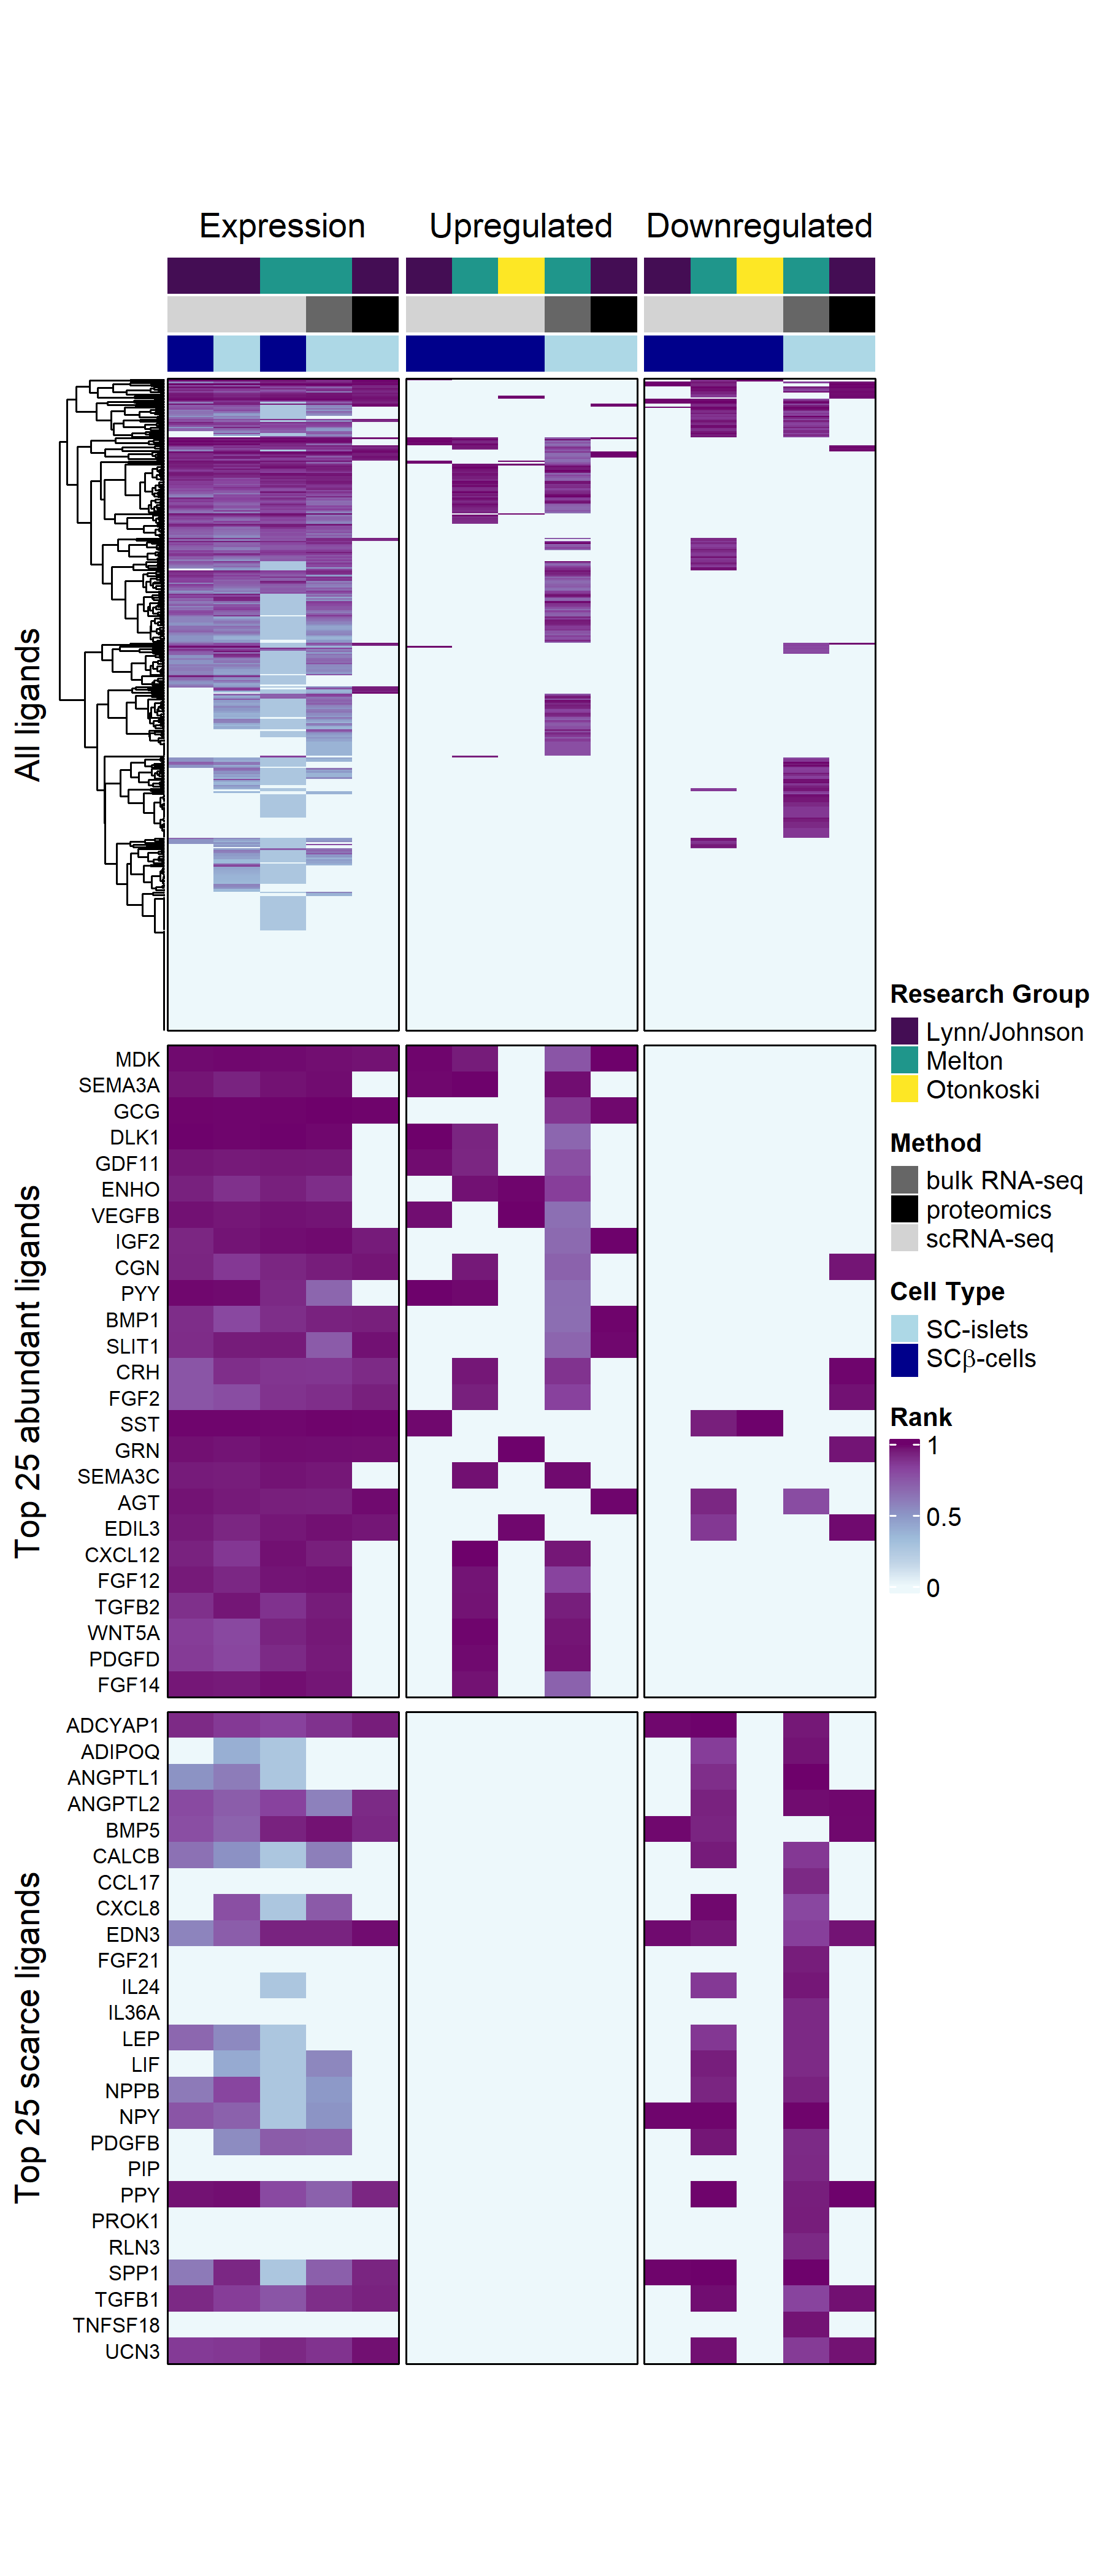 Expression Upregulated Downregulated
All ligands
Research Group
Lynn/Johnson
Melton
Otonkoski
Method
bulk RNA-seq
proteomics
scRNA-seq
Cell Type
SC-islets
SCβ-cells
Rank
1
0.5
0
Top 25 abundant ligands
MDK
SEMA3A
GCG
DLK1
GDF11
ENHO
VEGFB
IGF2
CGN
PYY
BMP1
SLIT1
CRH
FGF2
SST
GRN
SEMA3C
AGT
EDIL3
CXCL12
FGF12
TGFB2
WNT5A
PDGFD
FGF14
Top 25 scarce ligands
ADCYAP1
ADIPOQ
ANGPTL1
ANGPTL2
BMP5
CALCB
CCL17
CXCL8
EDN3
FGF21
IL24
IL36A
LEP
LIF
NPPB
NPY
PDGFB
PIP
PPY
PROK1
RLN3
SPP1
TGFB1
TNFSF18
UCN3